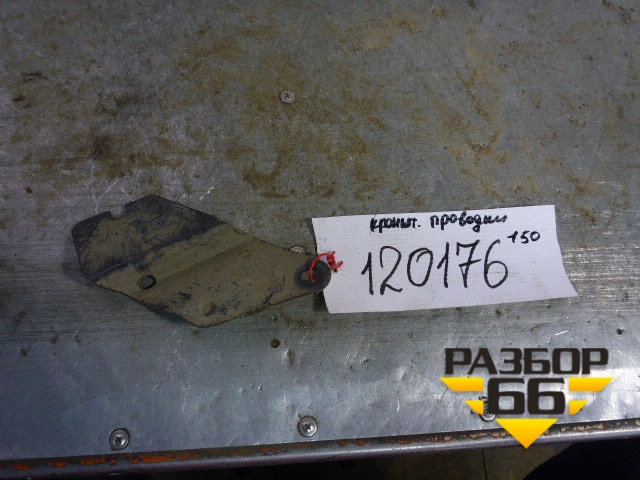 кроншт. проводки
120176 150
РАЗБОР
66